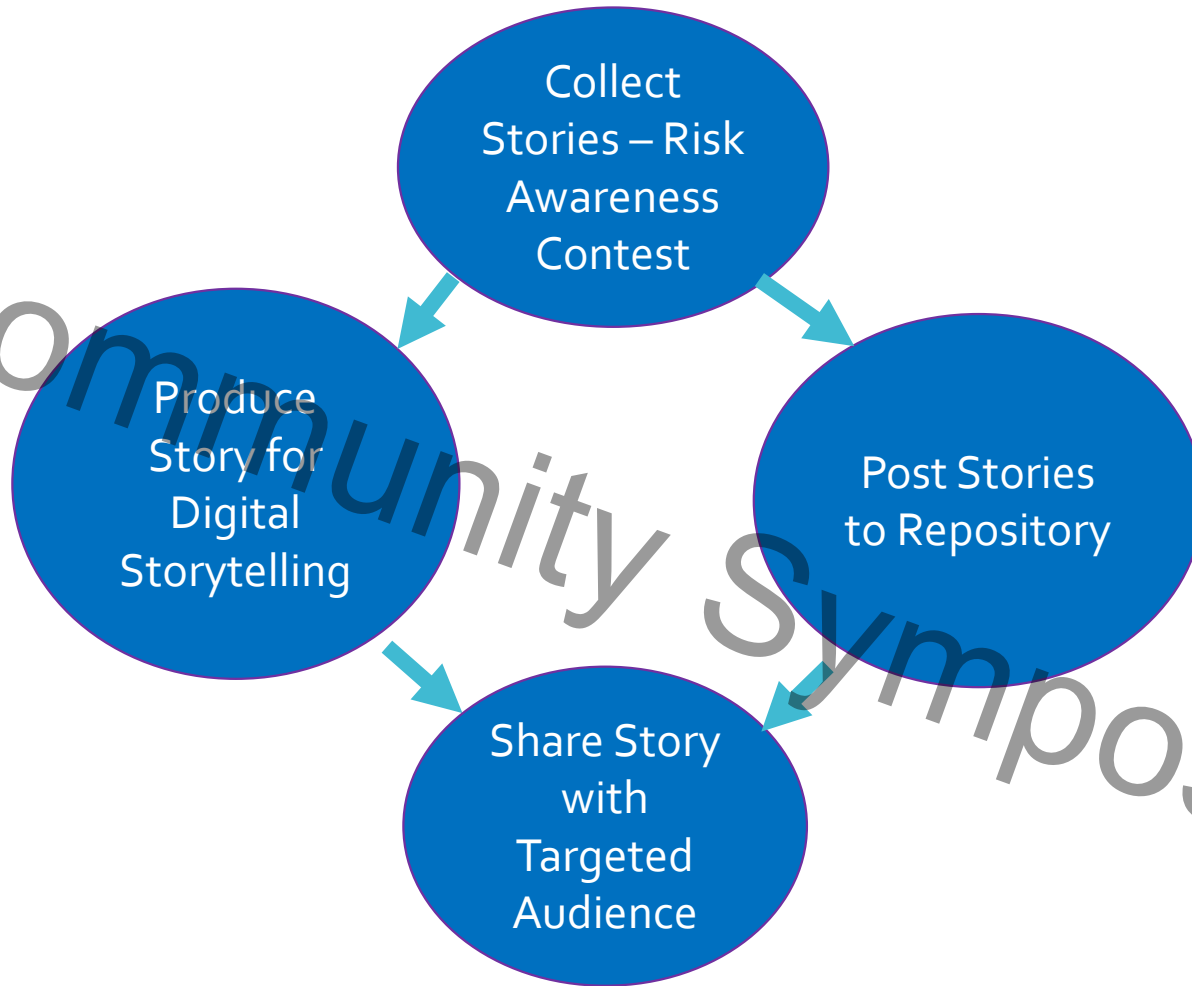 Collect
Stories – Risk
Awareness
Contest
Produce
Story for
Digital
Storytelling
Post Stories
to Repository
Share Story
with
Targeted
Audience
ommunity Sympos